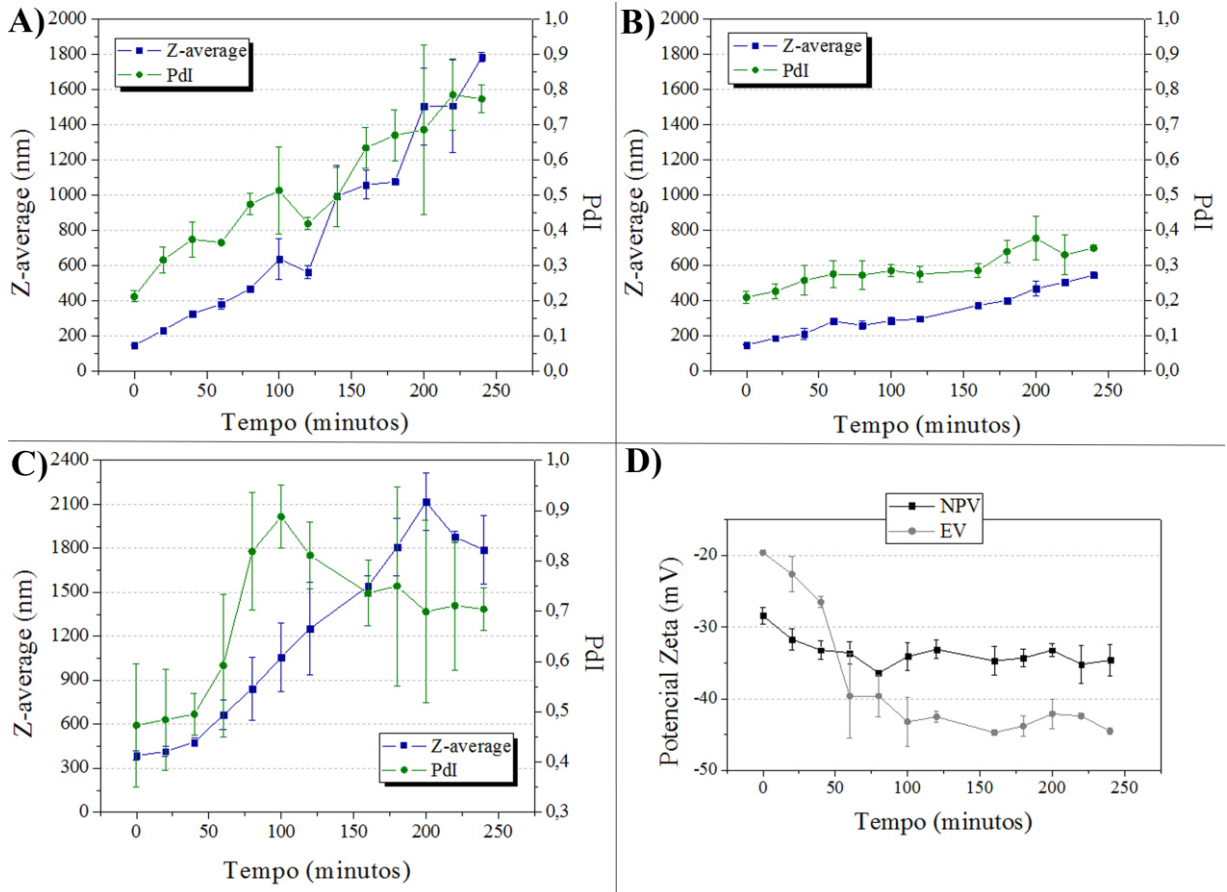 A)
Z-average
PdI
Z-average (nm)
2000
1800
1600
1400
1200
1000
800
600
400
200
0
1,0
0,9
0,8
0,7
0,6
0,5
0,4
0,3
0,2
0,1
0,0
PdI
0 50 100 150 200 250
Tempo (minutos)
B)
Z-average
PdI
Z-average (nm)
2000
1800
1600
1400
1200
1000
800
600
400
200
0
1,0
0,9
0,8
0,7
0,6
0,5
0,4
0,3
0,2
0,1
0,0
PdI
0 50 100 150 200 250
Tempo (minutos)
C)
Z-average (nm)
2400
2100
1800
1500
1200
900
600
300
0
1,0
0,9
0,8
0,7
0,6
0,5
0,4
0,3
PdI
Z-average
PdI
0 50 100 150 200 250
Tempo (minutos)
D)
NPV
EV
Potencial Zeta (mV)
-20
-30
-40
-50
0 50 100 150 200 250
Tempo (minutos)